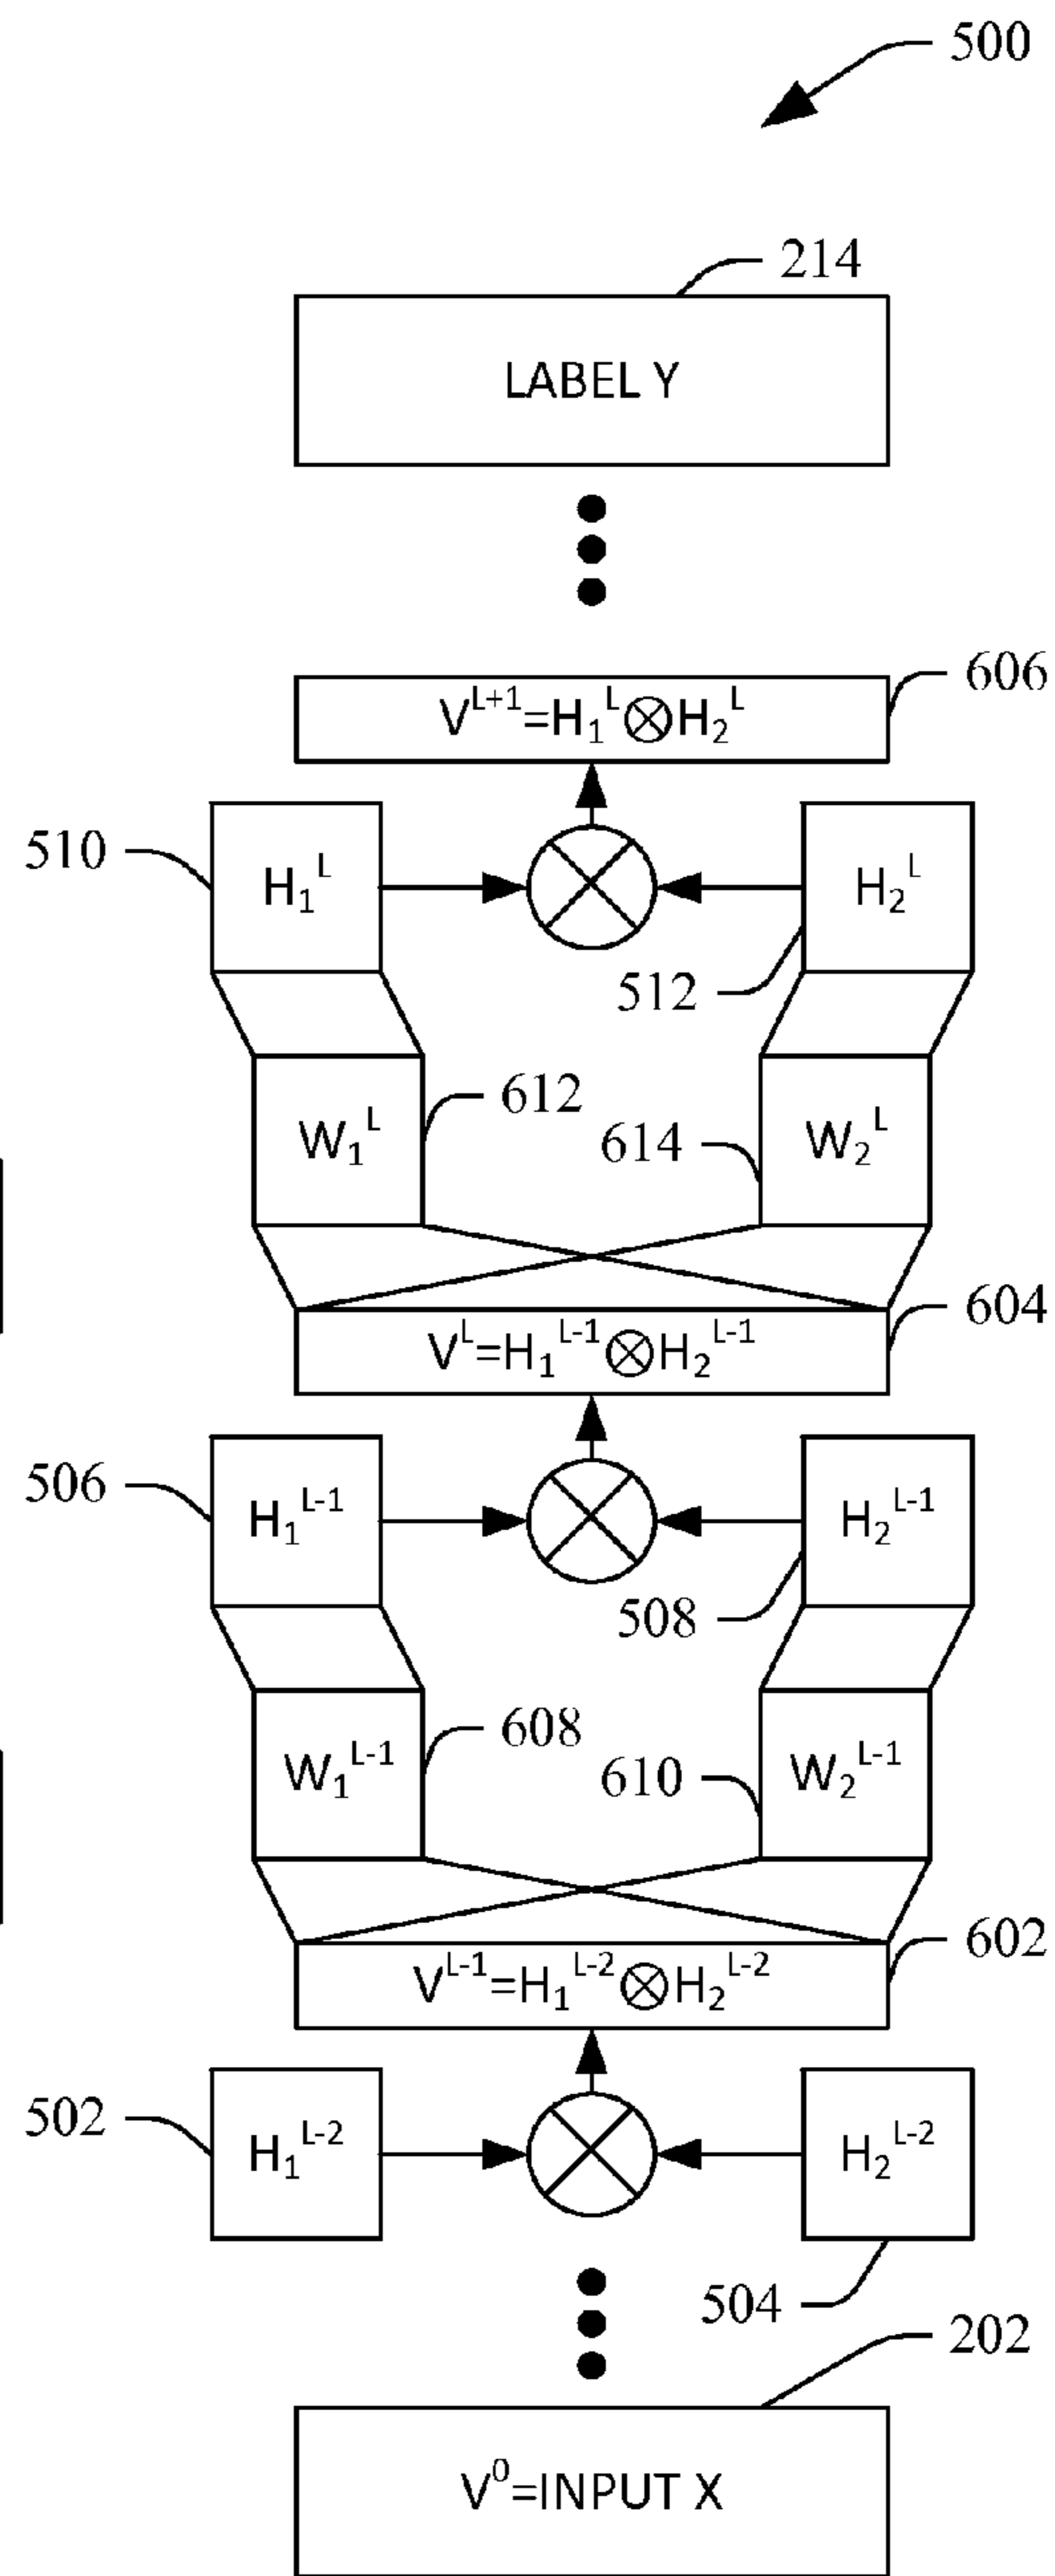 500
214
LABEL Y
606
V^{L+1}=H_1^L⊗H_2^L
510
H_1^L
H_2^L
512
612
W_1^L
614
W_2^L
604
V^L=H_1^{L-1}⊗H_2^{L-1}
506
H_1^{L-1}
H_2^{L-1}
508
608
W_1^{L-1}
610
W_2^{L-1}
602
V^{L-1}=H_1^{L-2}⊗H_2^{L-2}
502
H_1^{L-2}
H_2^{L-2}
504
202
V^0=INPUT X